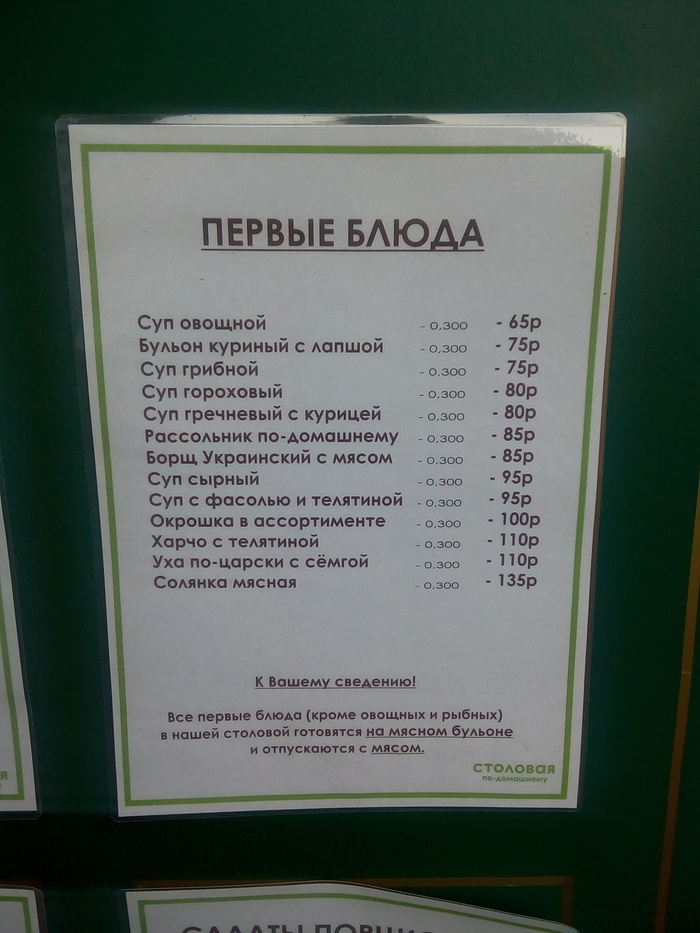 ПЕРВЫЕ БЛЮДА
Суп овощной - 0,300 - 65р
Бульон куриный с лапшой - 0,300 - 75р
Суп грибной - 0,300 - 75р
Суп гороховый - 0,300 - 80р
Суп гречневый с курицей - 0,300 - 80р
Рассольник по-домашнему - 0,300 - 85р
Борщ Украинский с мясом - 0,300 - 85р
Суп сырный - 0,300 - 95р
Суп с фасолью и телятиной - 0,300 - 95р
Окрошка в ассортименте - 0,300 - 100р
Харчо с телятиной - 0,300 - 110р
Уха по-царски с сёмгой - 0,300 - 110р
Солянка мясная - 0,300 - 135р
К Вашему сведению!
Все первые блюда (кроме овощных и рыбных)
в нашей столовой готовятся на мясном бульоне
и отпускаются с мясом.
столовая
по-домашнему
САЛАТЫ